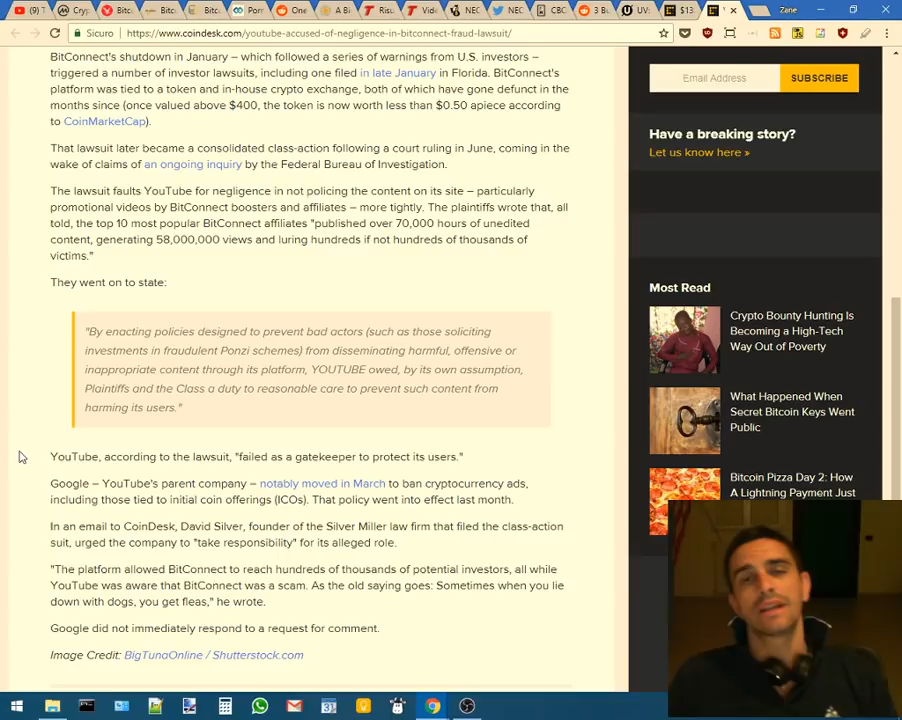 (9) T
Cry
Bitc
Bitc
Bitc
Porr
One
A Bi
Risc
Vid
NEC
NEC
CBC
3 Bi
UV:
$13
Zane
Sicuro
https://www.coindesk.com/youtube-accused-of-negligence-in-bitconnect-fraud-lawsuit/
BitConnect's shutdown in January – which followed a series of warnings from U.S. investors –
triggered a number of investor lawsuits, including one filed in late January in Florida. BitConnect's
platform was tied to a token and in-house crypto exchange, both of which have gone defunct in the
months since (once valued above $400, the token is now worth less than $0.50 apiece according
to CoinMarketCap).
That lawsuit later became a consolidated class-action following a court ruling in June, coming in the
wake of claims of an ongoing inquiry by the Federal Bureau of Investigation.
The lawsuit faults YouTube for negligence in not policing the content on its site – particularly
promotional videos by BitConnect boosters and affiliates – more tightly. The plaintiffs wrote that, all
told, the top 10 most popular BitConnect affiliates "published over 70,000 hours of unedited
content, generating 58,000,000 views and luring hundreds if not hundreds of thousands of
victims."
They went on to state:
"By enacting policies designed to prevent bad actors (such as those soliciting
investments in fraudulent Ponzi schemes) from disseminating harmful, offensive or
inappropriate content through its platform, YOUTUBE owed, by its own assumption,
Plaintiffs and the Class a duty to reasonable care to prevent such content from
harming its users."
YouTube, according to the lawsuit, "failed as a gatekeeper to protect its users."
Google – YouTube's parent company – notably moved in March to ban cryptocurrency ads,
including those tied to initial coin offerings (ICOs). That policy went into effect last month.
In an email to CoinDesk, David Silver, founder of the Silver Miller law firm that filed the class-action
suit, urged the company to "take responsibility" for its alleged role.
"The platform allowed BitConnect to reach hundreds of thousands of potential investors, all while
YouTube was aware that BitConnect was a scam. As the old saying goes: Sometimes when you lie
down with dogs, you get fleas," he wrote.
Google did not immediately respond to a request for comment.
Image Credit: BigTunaOnline / Shutterstock.com
Email Address
SUBSCRIBE
Have a breaking story?
Let us know here »
Most Read
Crypto Bounty Hunting Is
Becoming a High-Tech
Way Out of Poverty
What Happened When
Secret Bitcoin Keys Went
Public
Bitcoin Pizza Day 2: How
A Lightning Payment Just